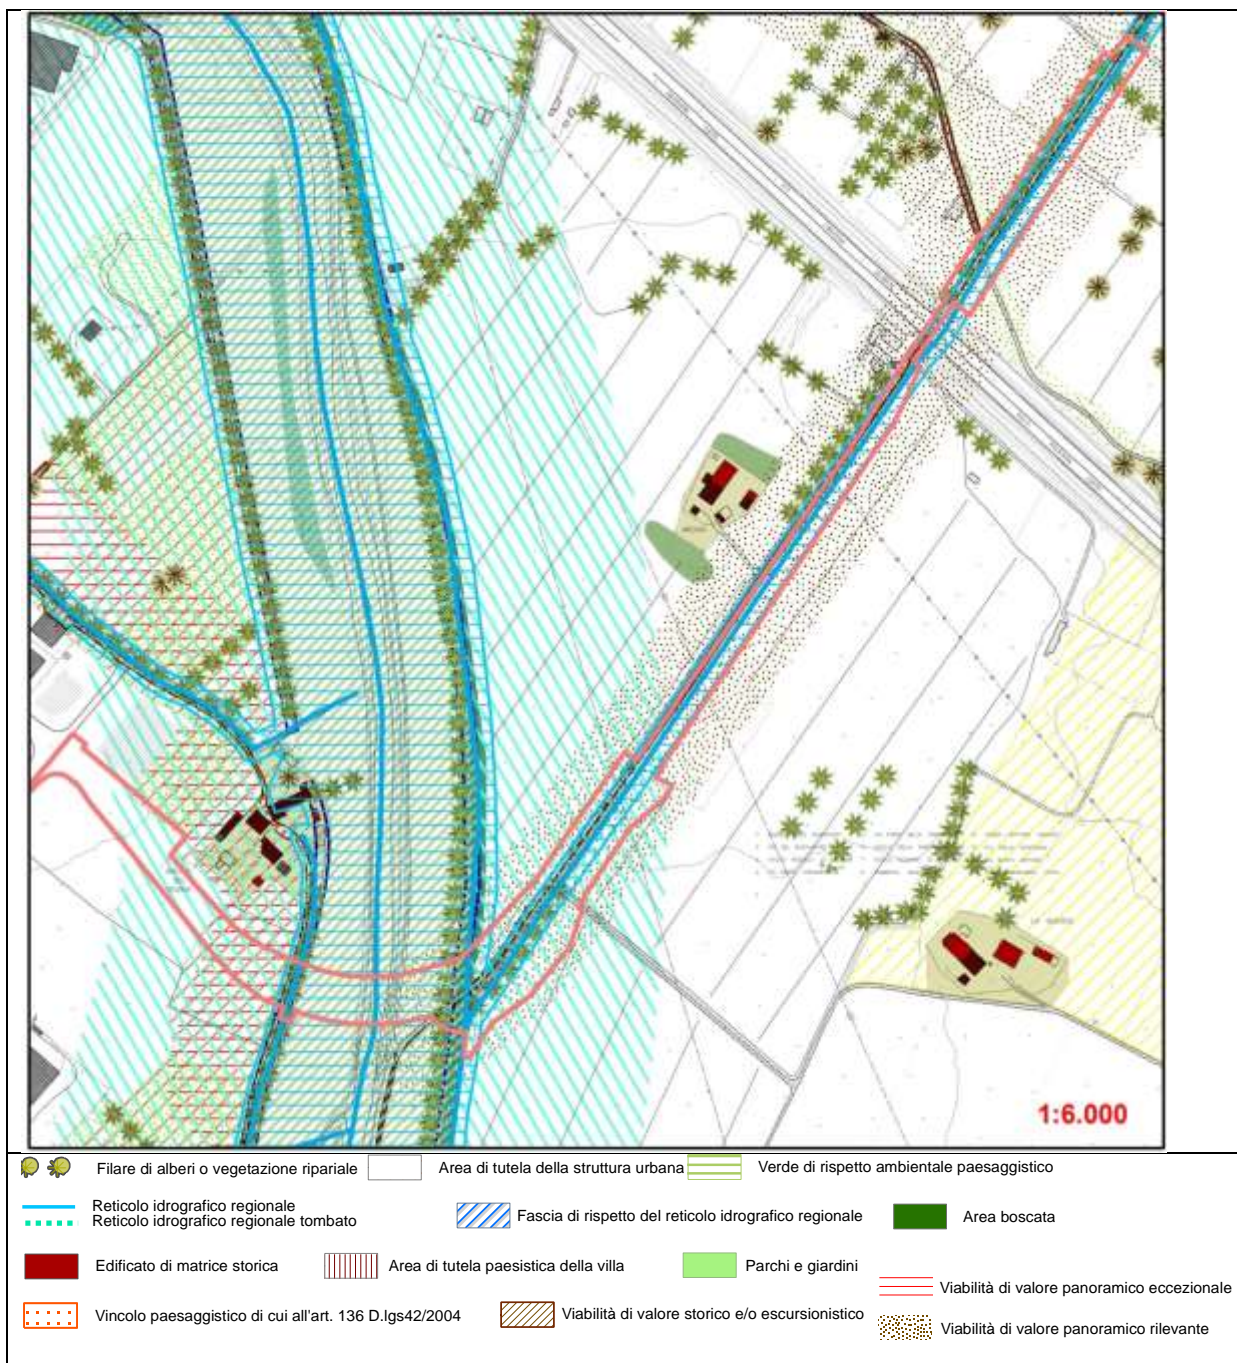 1:6.000
Filare di alberi o vegetazione ripariale
Area di tutela della struttura urbana
Verde di rispetto ambientale paesaggistico
Reticolo idrografico regionale
Reticolo idrografico regionale tombato
Fascia di rispetto del reticolo idrografico regionale
Area boscata
Edificato di matrice storica
Area di tutela paesistica della villa
Parchi e giardini
Viabilità di valore panoramico eccezionale
Vincolo paesaggistico di cui all'art. 136 D.lgs42/2004
Viabilità di valore storico e/o escursionistico
Viabilità di valore panoramico rilevante